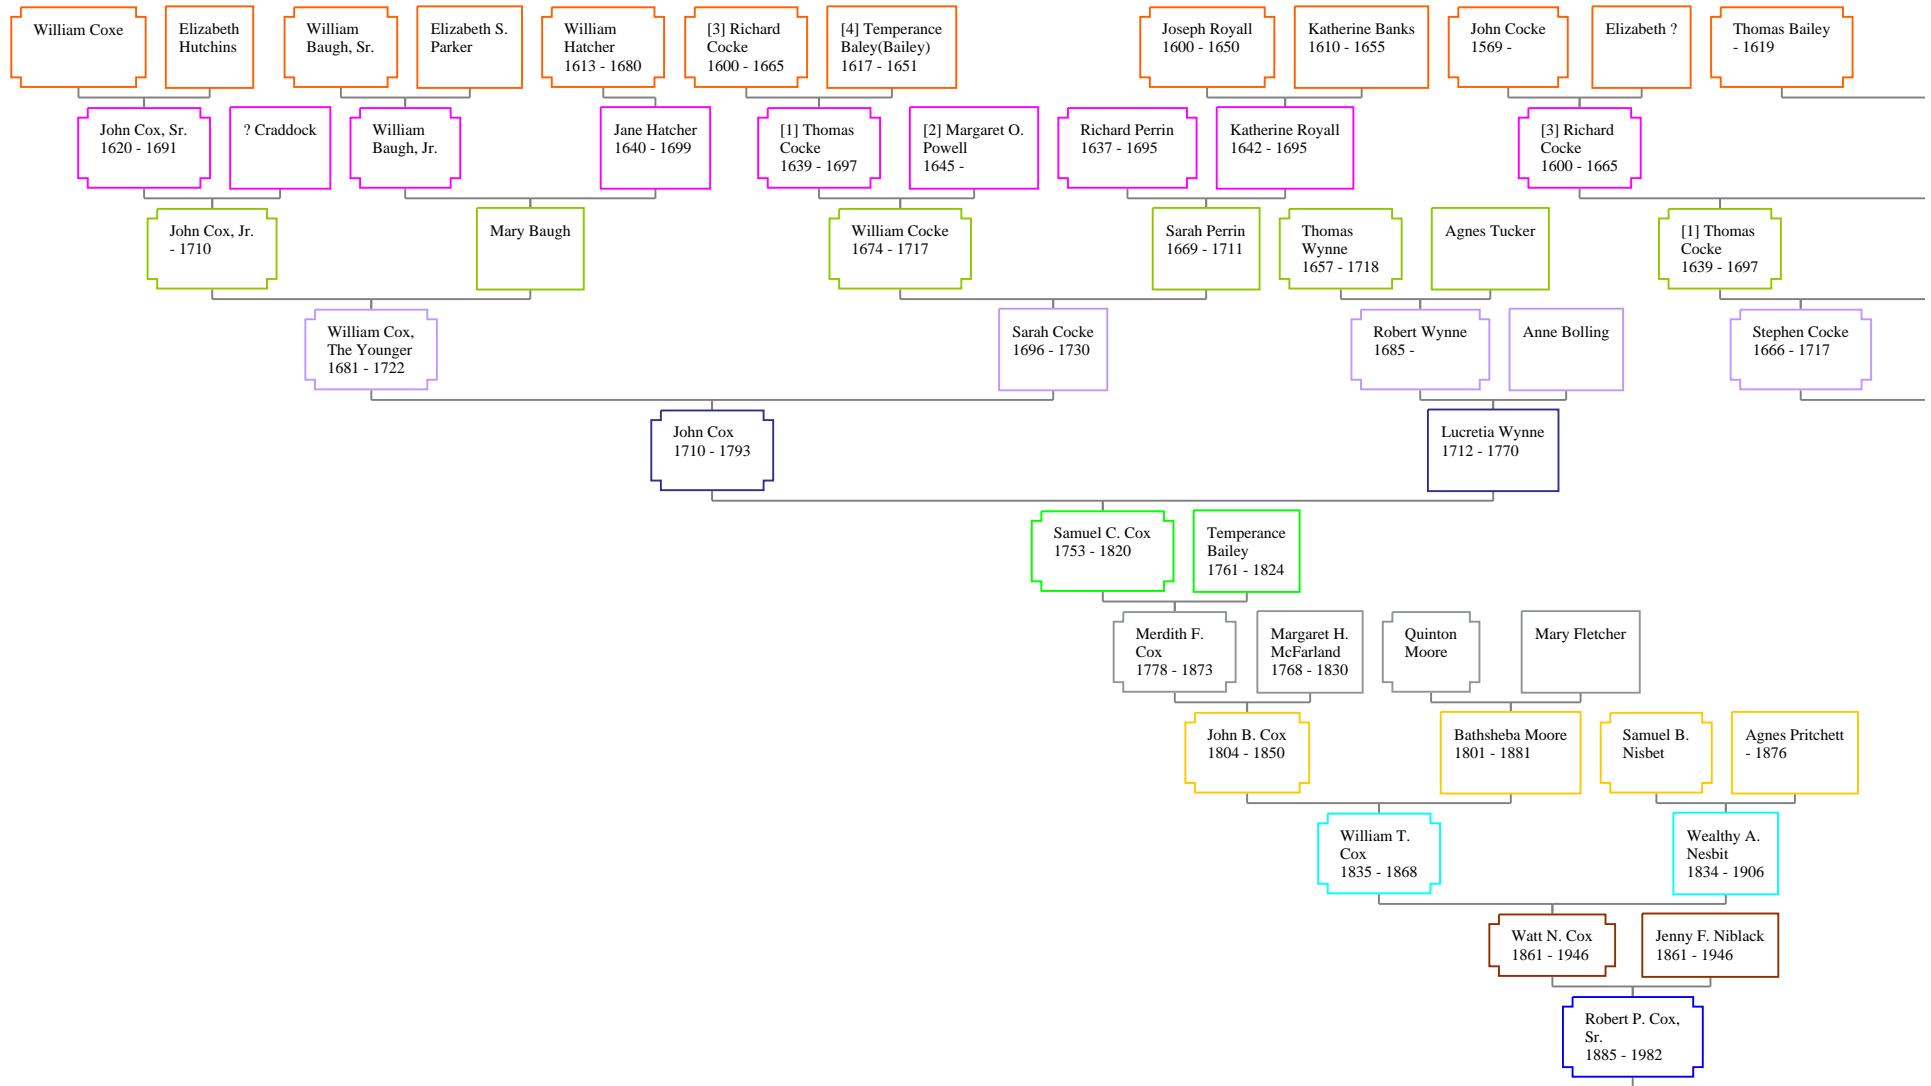 William Coxe
Elizabeth
Hutchins
William
Baugh, Sr.
Elizabeth S.
Parker
William
Hatcher
1613 - 1680
[3] Richard
Cocke
1600 - 1665
[4] Temperance
Baley(Bailey)
1617 - 1651
Joseph Royall
1600 - 1650
Katherine Banks
1610 - 1655
John Cocke
1569 -
Elizabeth ?
Thomas Bailey
- 1619
John Cox, Sr.
1620 - 1691
? Craddock
William
Baugh, Jr.
Jane Hatcher
1640 - 1699
[1] Thomas
Cocke
1639 - 1697
[2] Margaret O.
Powell
1645 -
Richard Perrin
1637 - 1695
Katherine Royall
1642 - 1695
[3] Richard
Cocke
1600 - 1665
John Cox, Jr.
- 1710
Mary Baugh
William Cocke
1674 - 1717
Sarah Perrin
1669 - 1711
Thomas
Wynne
1657 - 1718
Agnes Tucker
[1] Thomas
Cocke
1639 - 1697
William Cox,
The Younger
1681 - 1722
Sarah Cocke
1696 - 1730
Robert Wynne
1685 -
Anne Bolling
Stephen Cocke
1666 - 1717
John Cox
1710 - 1793
Lucretia Wynne
1712 - 1770
Samuel C. Cox
1753 - 1820
Temperance
Bailey
1761 - 1824
Merdith F.
Cox
1778 - 1873
Margaret H.
McFarland
1768 - 1830
Quinton
Moore
Mary Fletcher
John B. Cox
1804 - 1850
Bathsheba Moore
1801 - 1881
Samuel B.
Nisbet
Agnes Pritchett
- 1876
William T.
Cox
1835 - 1868
Wealthy A.
Nesbit
1834 - 1906
Watt N. Cox
1861 - 1946
Jenny F. Niblack
1861 - 1946
Robert P. Cox,
Sr.
1885 - 1982